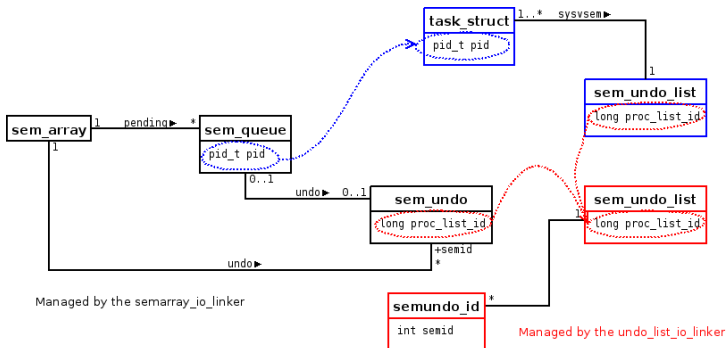 task_struct
pid_t pid
1..* sysvsem
1
sem_undo_list
long proc_list_id
sem_array
1 pending *
sem_queue
pid_t pid
1
0..1
undo 0..1
sem_undo
long proc_list_id
sem_undo_list
long proc_list_id
1
+semid
undo *
Managed by the semarray_io_linker
semundo_id *
int semid
Managed by the undo_list_io_linker